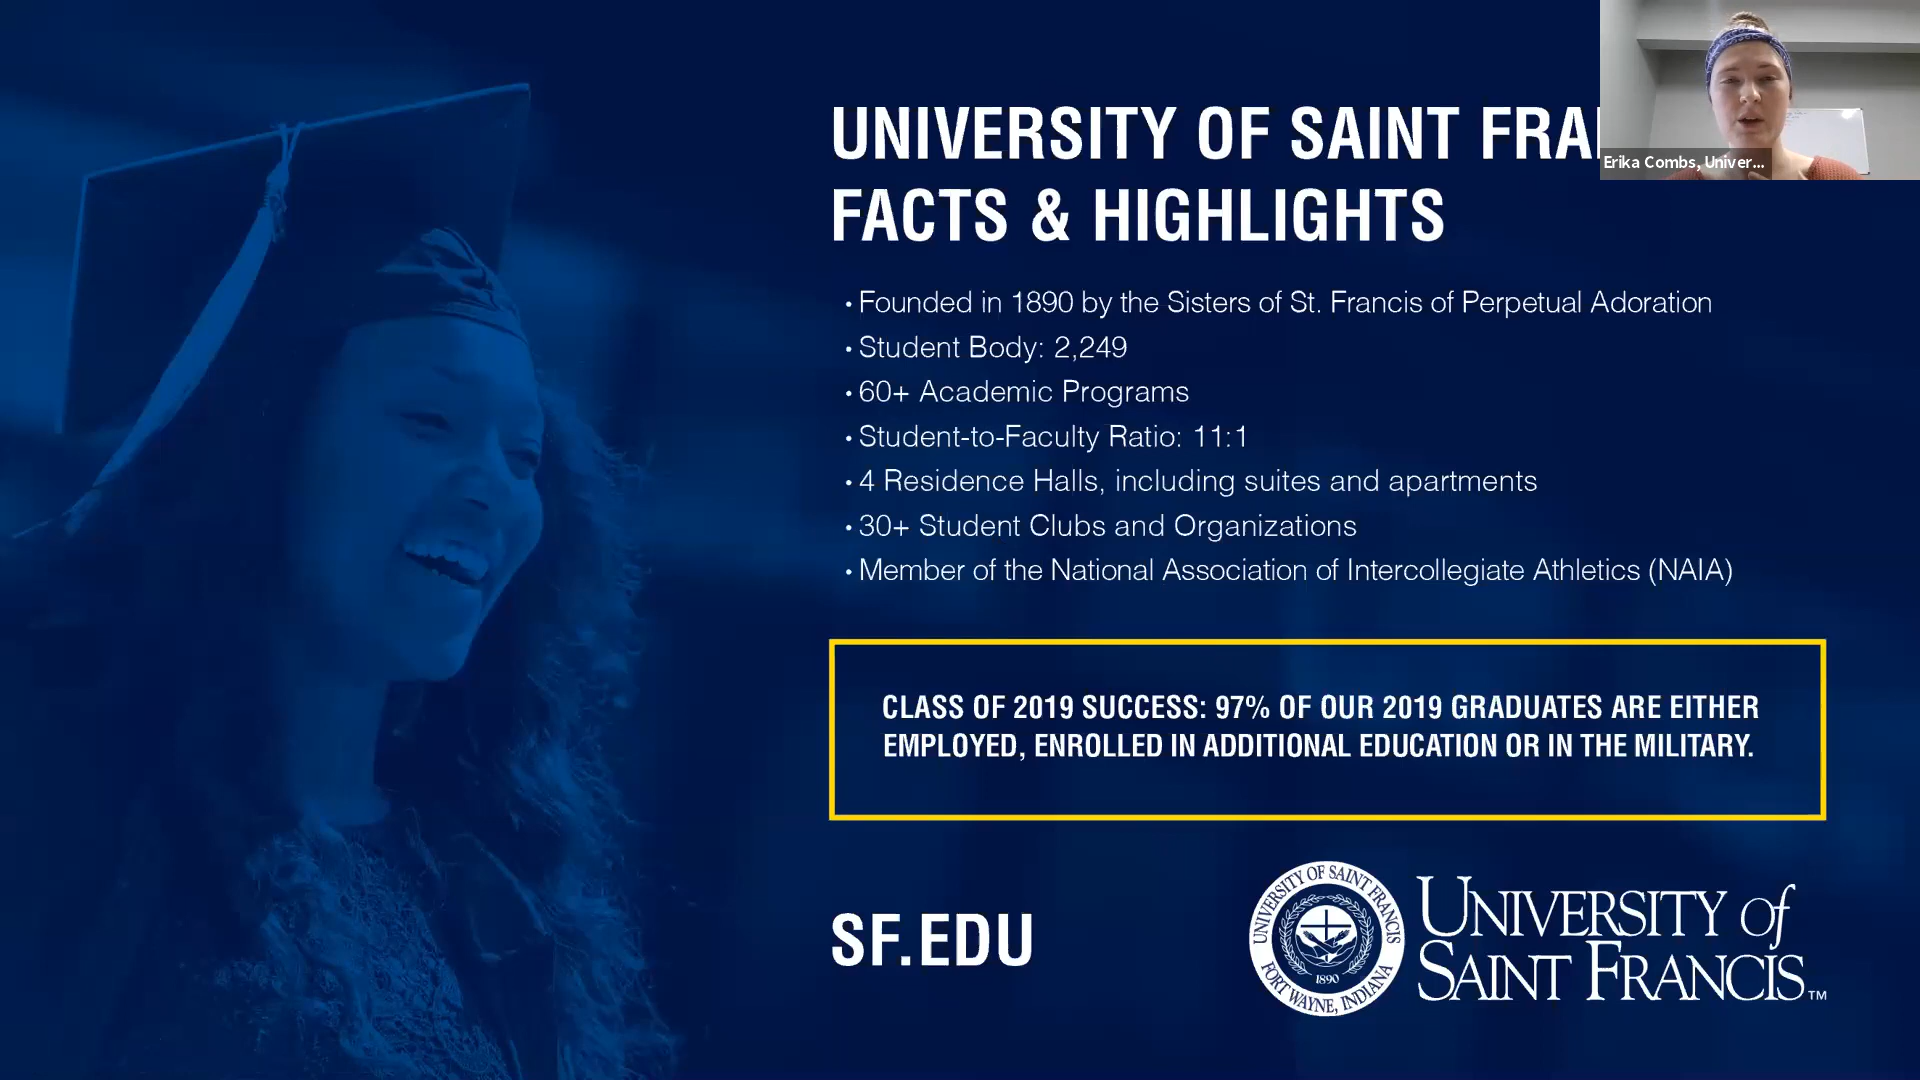 UNIVERSITY OF SAINT FRA
FACTS & HIGHLIGHTS
Erika Combs, Univer...
• Founded in 1890 by the Sisters of St. Francis of Perpetual Adoration
• Student Body: 2,249
• 60+ Academic Programs
• Student-to-Faculty Ratio: 11:1
• 4 Residence Halls, including suites and apartments
• 30+ Student Clubs and Organizations
• Member of the National Association of Intercollegiate Athletics (NAIA)
CLASS OF 2019 SUCCESS: 97% OF OUR 2019 GRADUATES ARE EITHER
EMPLOYED, ENROLLED IN ADDITIONAL EDUCATION OR IN THE MILITARY.
SF.EDU
UNIVERSITY OF SAINT FRANCIS
1890
FORT WAYNE, INDIANA
UNIVERSITY of
SAINT FRANCIS™